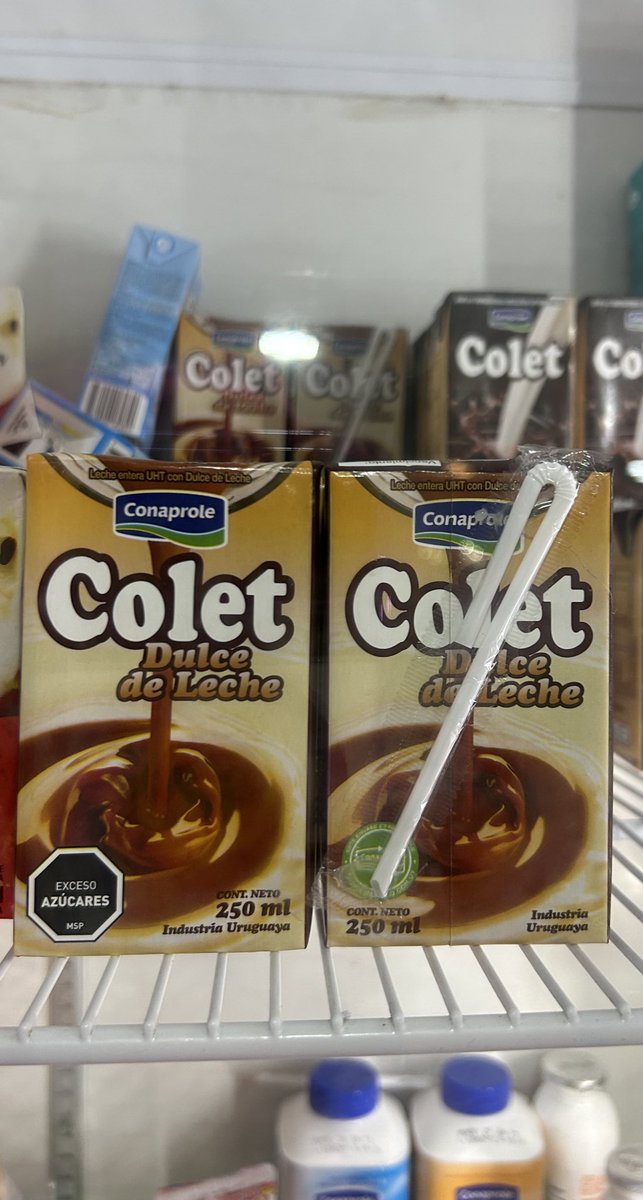 Colet
Colet
Conaprole
Colet
Co
Leche entera UHT con Dulce de Leche
Conaprole
Colet
Dulce
de Leche
EXCESO
AZÚCARES
MSP
CONT. NETO
250 ml
Industria Uruguaya
Leche entera UHT con Dulce de
Conaprole
Colet
Dulce
de Leche
CONT. NETO
250 ml
Industria
Uruguaya